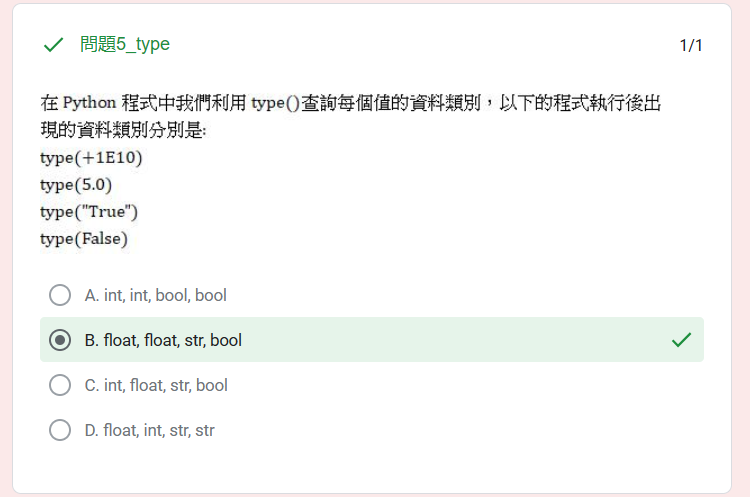 問題5_type
1/1
在 Python 程式中我們利用 type()查詢每個值的資料類別，以下的程式執行後出
現的資料類別分別是:
type(+1E10)
type(5.0)
type("True")
type(False)
A. int, int, bool, bool
B. float, float, str, bool
C. int, float, str, bool
D. float, int, str, str